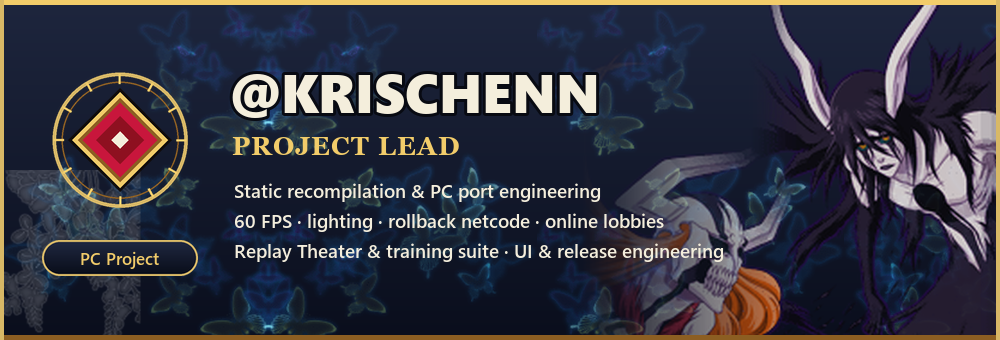 @KRISCHENN
PROJECT LEAD
Static recompilation & PC port engineering
60 FPS · lighting · rollback netcode · online lobbies
Replay Theater & training suite · UI & release engineering
PC Project